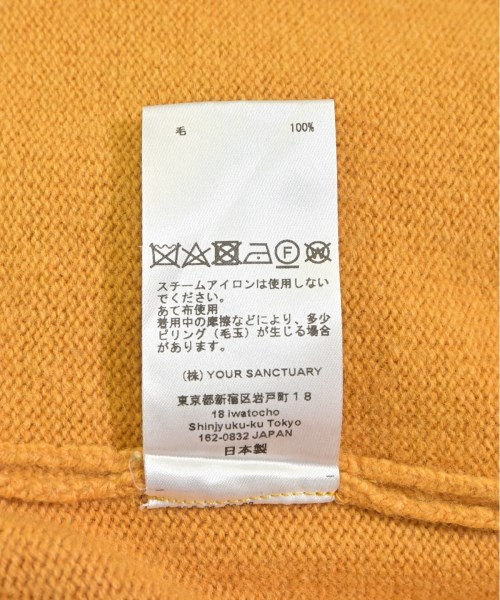 毛 100%
F W
スチームアイロンは使用しない
でください。
あて布使用
着用中の摩擦などにより、多少
ピリング（毛玉）が生じる場合
があります。
（株）YOUR SANCTUARY
東京都新宿区岩戸町１８
18 iwatocho
Shinjyuku-ku Tokyo
162-0832 JAPAN
日本製